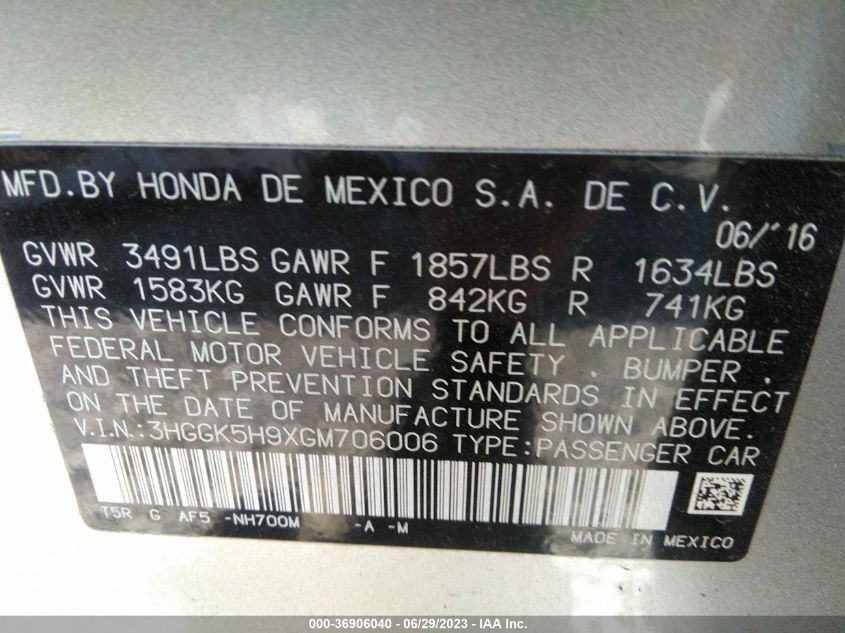 MFD.BY HONDA DE MEXICO S.A. DE C.V.
06/'16
GVWR 3491LBS GAWR F 1857LBS R 1634LBS
GVWR 1583KG GAWR F 842KG R 741KG
THIS VEHICLE CONFORMS TO ALL APPLICABLE
FEDERAL MOTOR VEHICLE SAFETY , BUMPER ,
AND THEFT PREVENTION STANDARDS IN EFFECT
ON THE DATE OF MANUFACTURE SHOWN ABOVE.
V.I.N.:3HGGK5H9XGM706006 TYPE:PASSENGER CAR
T5R G AF5 -NH700M -A -M
MADE IN MEXICO
000-36906040 - 06/29/2023 - IAA Inc.